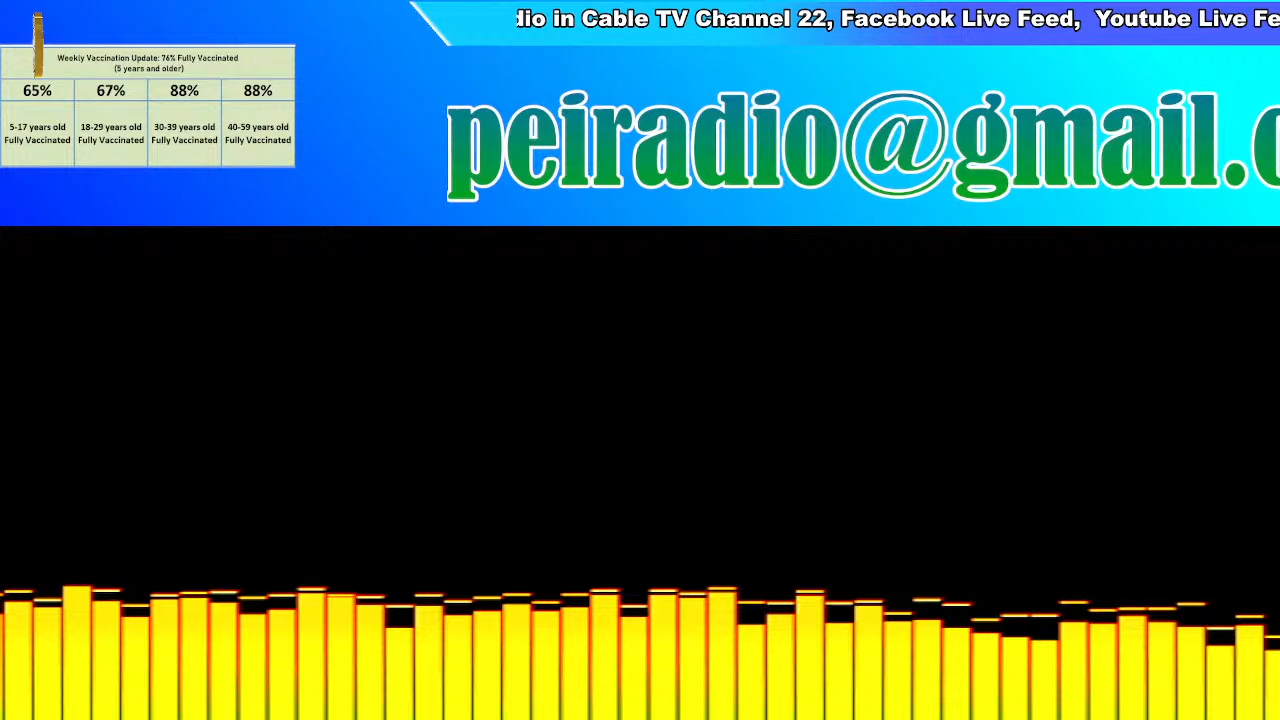 dio in Cable TV Channel 22, Facebook Live Feed, Youtube Live Fe
Weekly Vaccination Update: 76% Fully Vaccinated
(5 years and older)
65% 67% 88% 88%
5-17 years old 18-29 years old 30-39 years old 40-59 years old
Fully Vaccinated Fully Vaccinated Fully Vaccinated Fully Vaccinated
peiradio@gmail.c